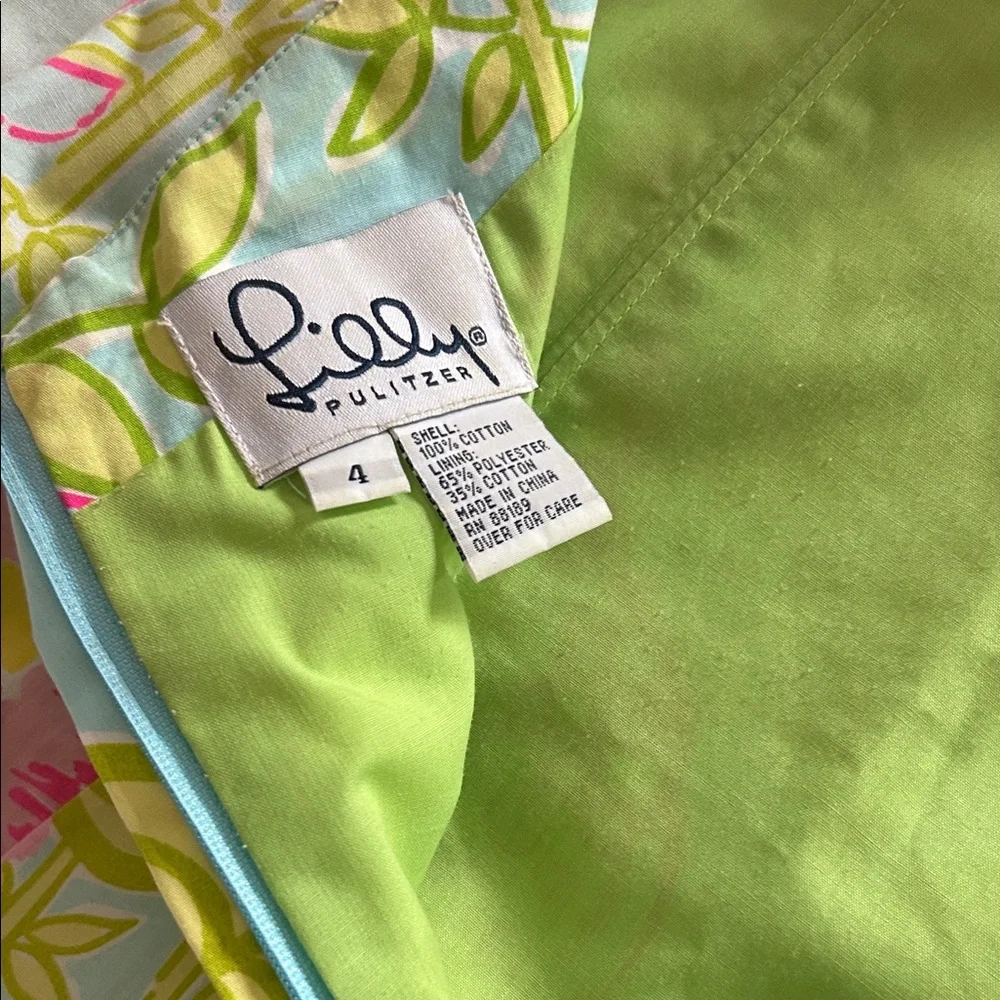 Lilly®
PULITZER
4
SHELL:
100% COTTON
LINING:
65% POLYESTER
35% COTTON
MADE IN CHINA
RN 88189
OVER FOR CARE